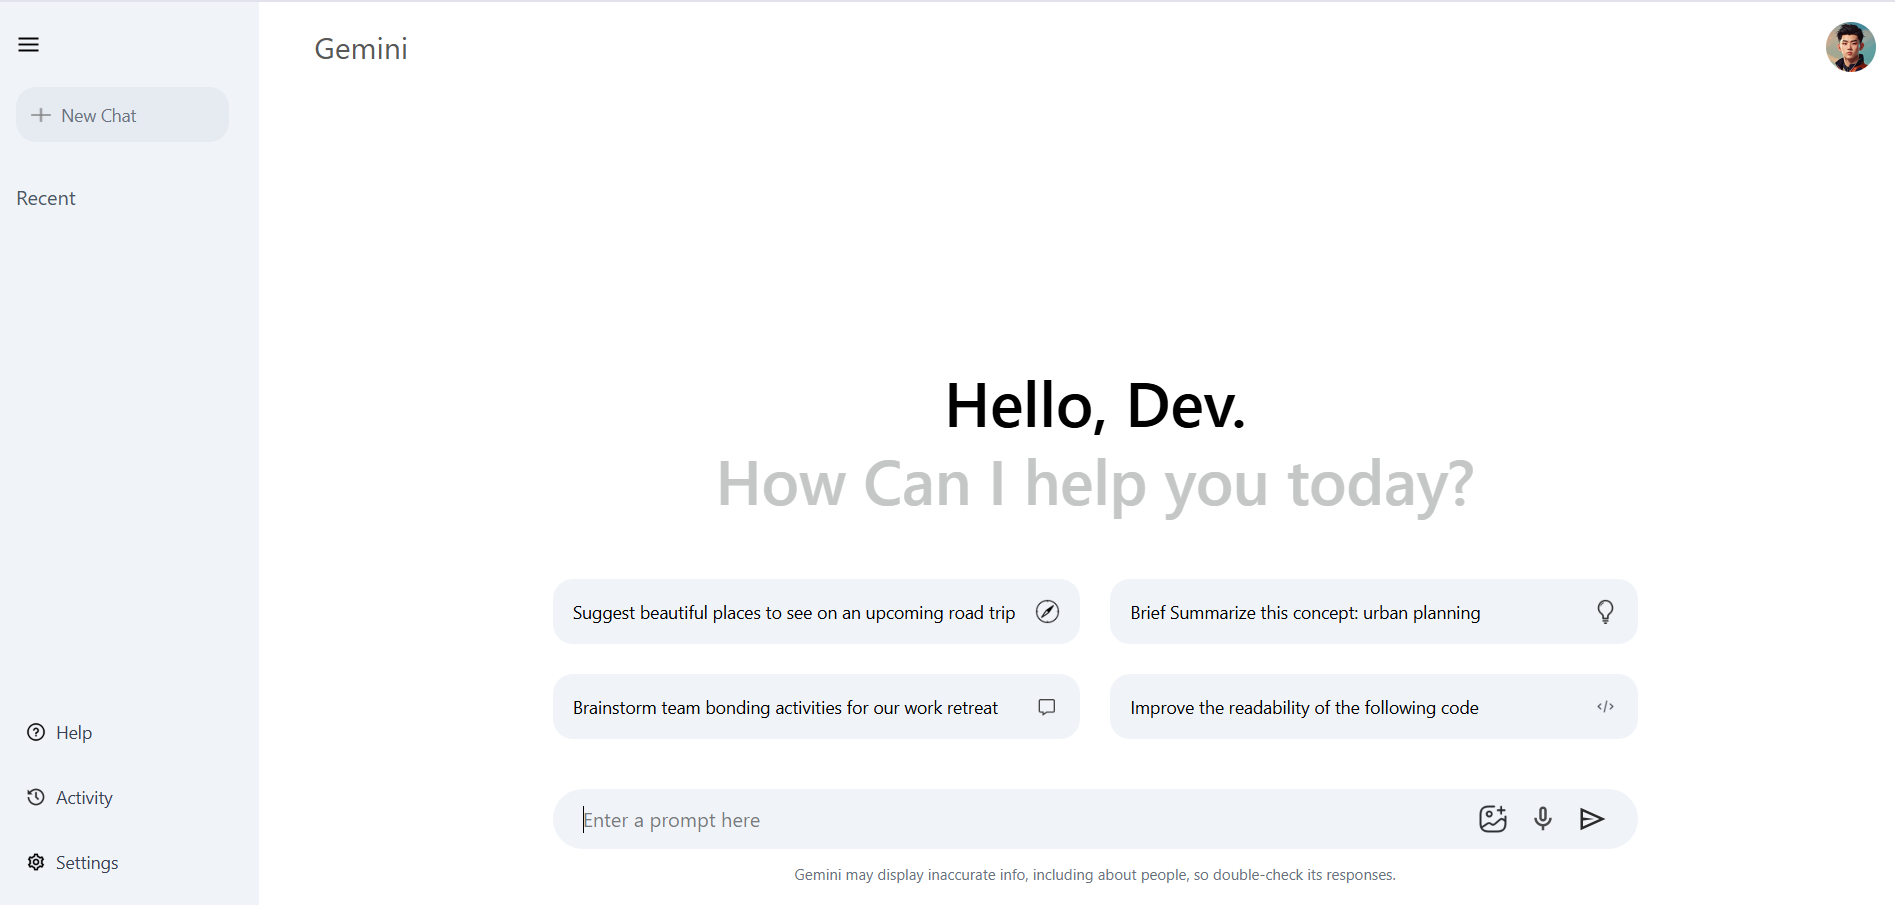 Gemini
New Chat
Recent
Hello, Dev.
How Can I help you today?
Suggest beautiful places to see on an upcoming road trip
Brief Summarize this concept: urban planning
Brainstorm team bonding activities for our work retreat
Improve the readability of the following code
Help
Activity
Settings
Enter a prompt here
Gemini may display inaccurate info, including about people, so double-check its responses.